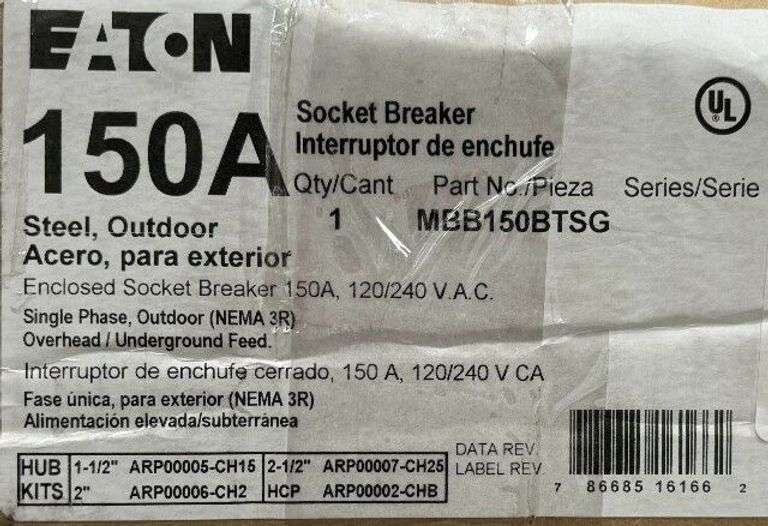 EATON
150A
Socket Breaker
Interruptor de enchufe
UL
®
Qty/Cant Part No./Pieza Series/Serie
1 MBB150BTSG
Steel, Outdoor
Acero, para exterior
Enclosed Socket Breaker 150A, 120/240 V.A.C.
Single Phase, Outdoor (NEMA 3R)
Overhead / Underground Feed.
Interruptor de enchufe cerrado, 150 A, 120/240 V CA
Fase única, para exterior (NEMA 3R)
Alimentación elevada/subterránea
HUB 1-1/2" ARP00005-CH15 2-1/2" ARP00007-CH25
KITS 2" ARP00006-CH2 HCP ARP00002-CHB
DATA REV.
LABEL REV.
7 86685 16166 2